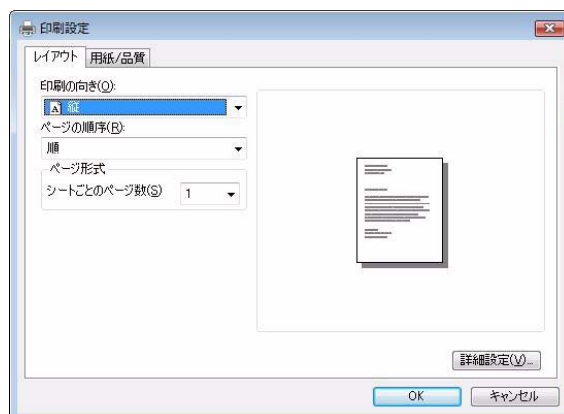 印刷設定
レイアウト 用紙/品質
印刷の向き(O):
縦
ページの順序(R):
順
ページ形式
シートごとのページ数(S) 1
詳細設定(V)...
OK キャンセル